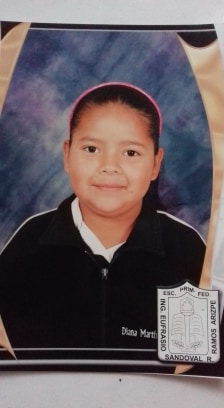 Diana
ESC. PRIM. FED.
ING. EUFRASIO
SANDOVAL R.
RAMOS ARIZPE